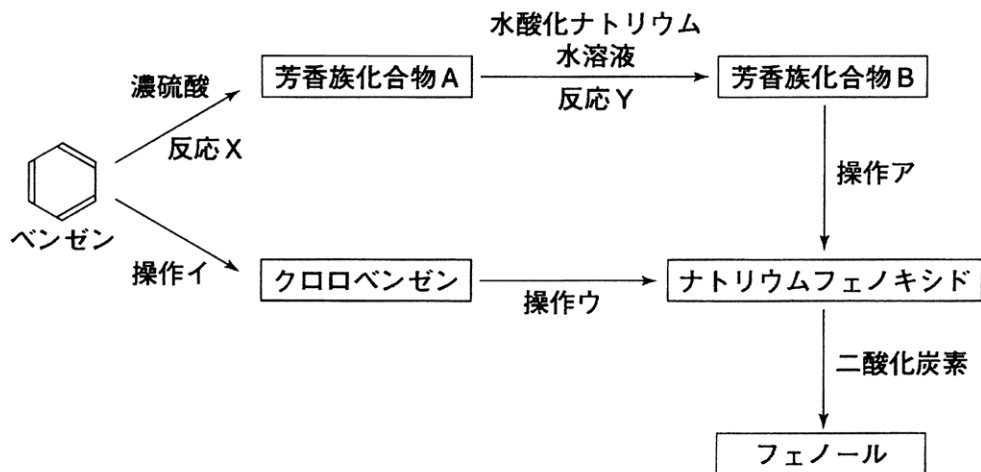 水酸化ナトリウム
水溶液
濃硫酸
芳香族化合物A
芳香族化合物B
反応X
反応Y
操作ア
ベンゼン
操作イ
クロロベンゼン
操作ウ
ナトリウムフェノキシド
二酸化炭素
フェノール